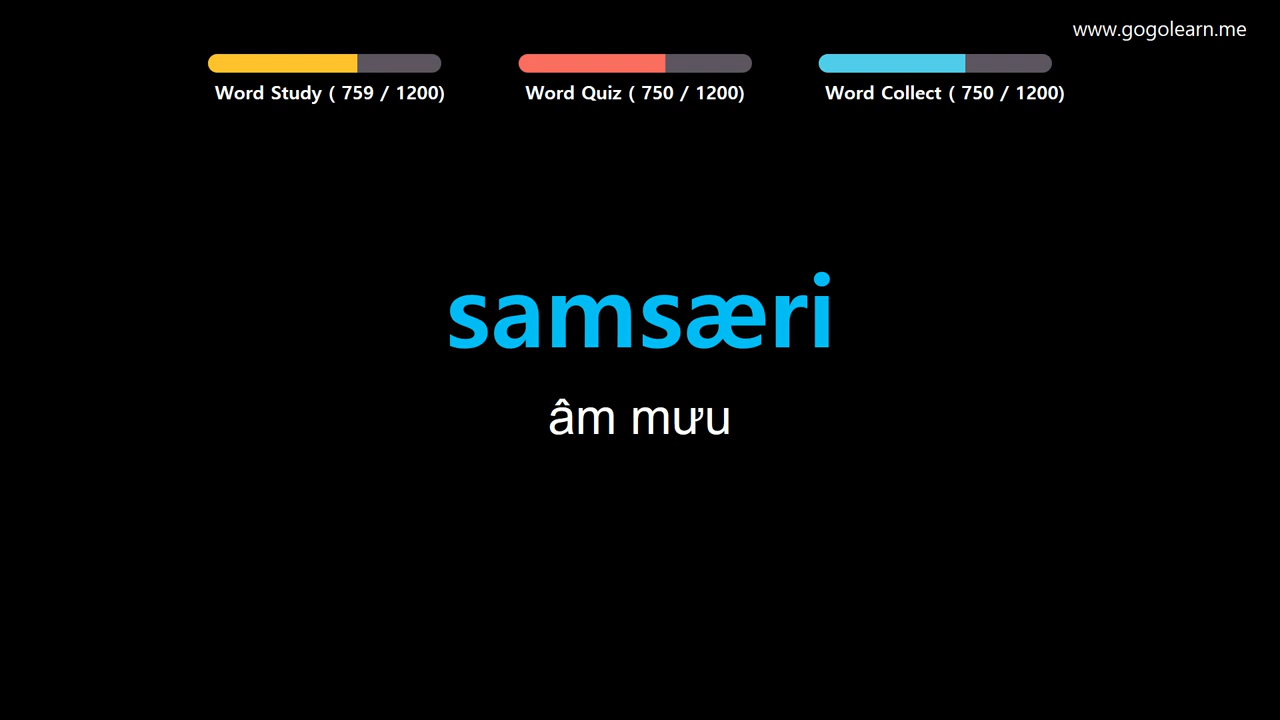 www.gogolearn.me
Word Study ( 759 / 1200)
Word Quiz ( 750 / 1200)
Word Collect ( 750 / 1200)
samsæri
âm mưu